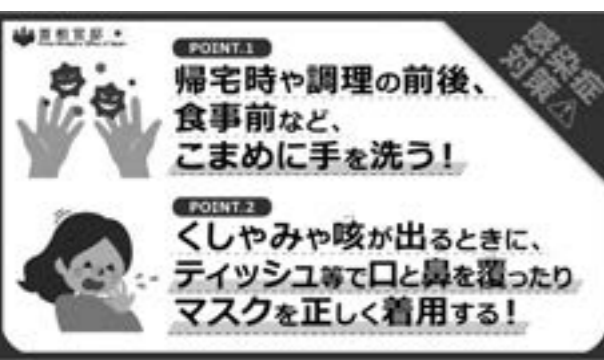 首相官邸
感染症
対策
POINT.1
帰宅時や調理の前後、
食事前など、
こまめに手を洗う！
POINT.2
くしゃみや咳が出るときに、
ティッシュ等で口と鼻を覆ったり
マスクを正しく着用する！